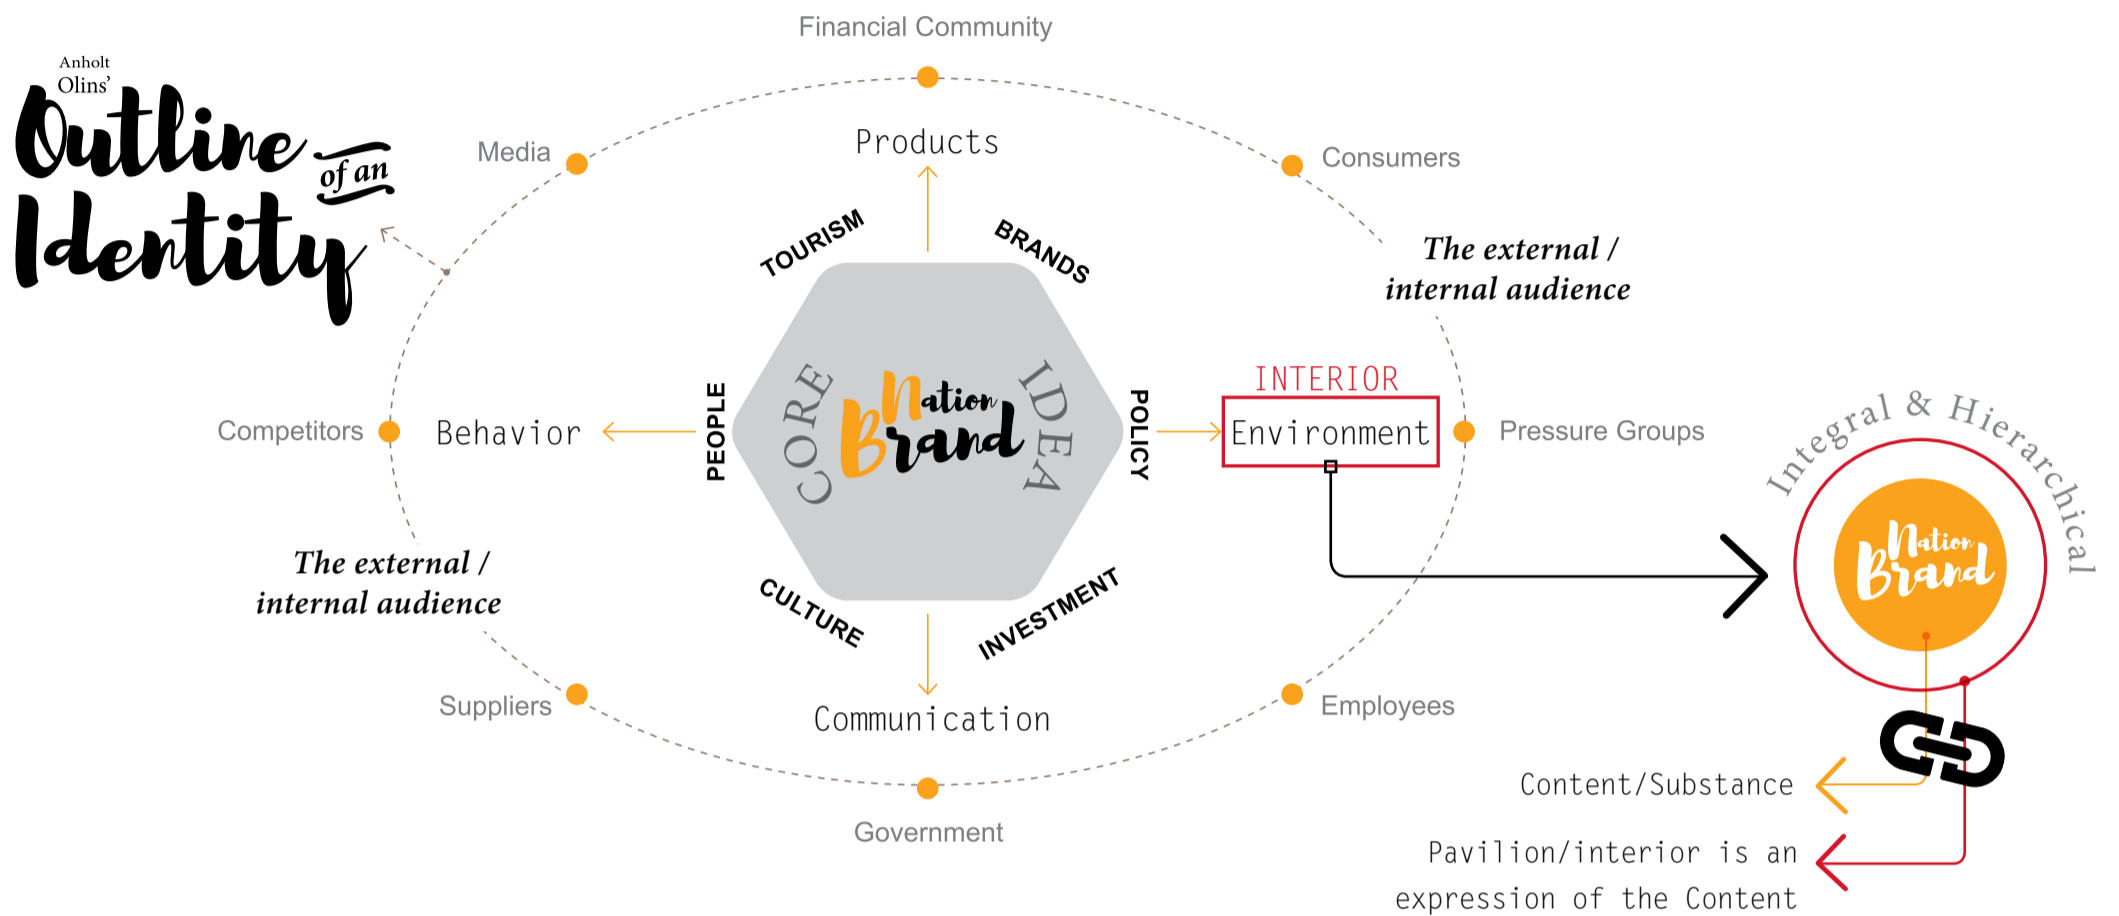 Anholt
Olins'
Outline
of an
Identity
Financial Community
Media
Consumers
Products
TOURISM
BRANDS
The external /
internal audience
PEOPLE
CORE
Nation
Brand
IDEA
POLICY
INTERIOR
Environment
Behavior
Competitors
Pressure Groups
Integral & Hierarchical
Nation
Brand
The external /
internal audience
CULTURE
INVESTMENT
Suppliers
Communication
Employees
Government
Content/Substance
Pavilion/interior is an
expression of the Content